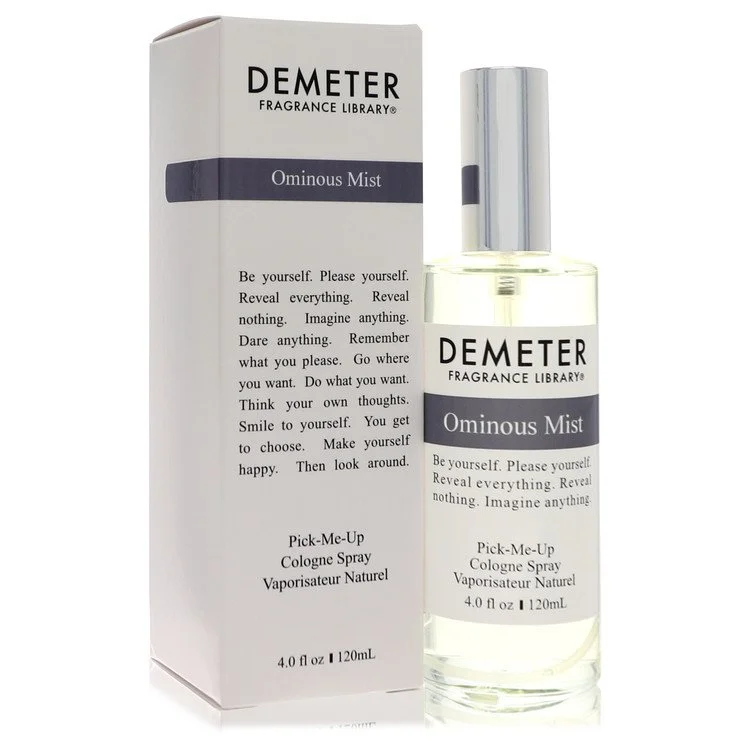 DEMETER
FRAGRANCE LIBRARY®
Ominous Mist
Be yourself. Please yourself.
Reveal everything. Reveal
nothing. Imagine anything.
Dare anything. Remember
what you please. Go where
you want. Do what you want.
Think your own thoughts.
Smile to yourself. You get
to choose. Make yourself
happy. Then look around.
Pick-Me-Up
Cologne Spray
Vaporisateur Naturel
4.0 fl oz ❙ 120mL
DEMETER
FRAGRANCE LIBRARY®
Ominous Mist
Be yourself. Please yourself.
Reveal everything. Reveal
nothing. Imagine anything.
Pick-Me-Up
Cologne Spray
Vaporisateur Naturel
4.0 fl oz ❙ 120mL